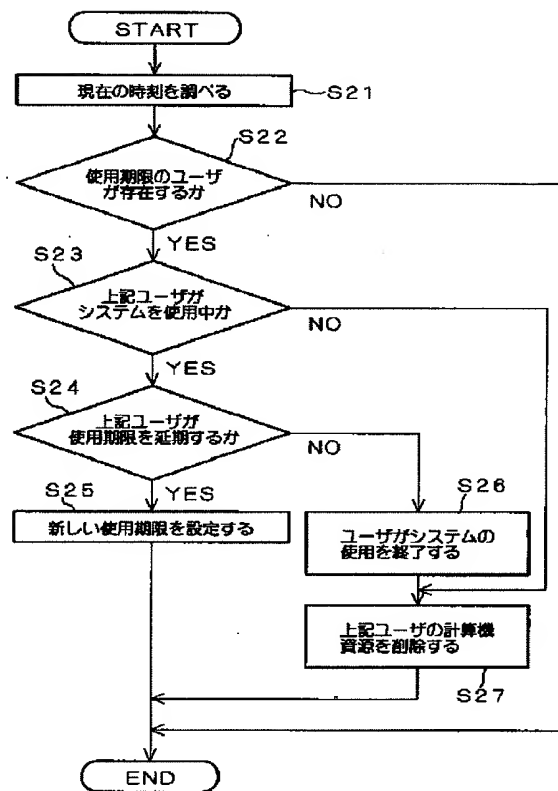 START
現在の時刻を調べる
S21
S22
使用期限のユーザ
が存在するか
NO
YES
S23
上記ユーザが
システムを使用中か
NO
YES
S24
上記ユーザが
使用期限を延期するか
NO
YES
S25
新しい使用期限を設定する
S26
ユーザがシステムの
使用を終了する
上記ユーザの計算機
資源を削除する
S27
END